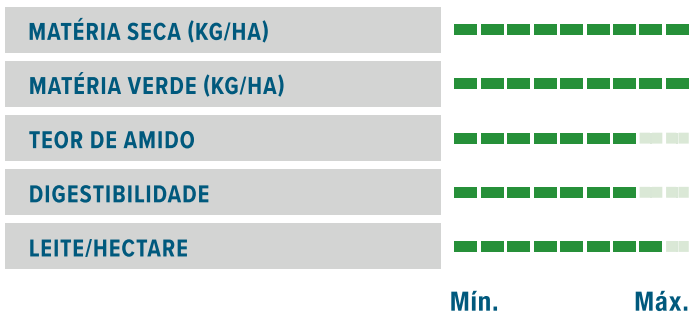 MATÉRIA SECA (KG/HA)
MATÉRIA VERDE (KG/HA)
TEOR DE AMIDO
DIGESTIBILIDADE
LEITE/HECTARE
Mín. Máx.